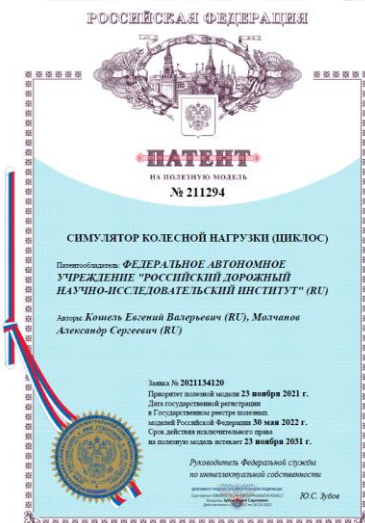 РОССИЙСКАЯ ФЕДЕРАЦИЯ
ПАТЕНТ
НА ПОЛЕЗНУЮ МОДЕЛЬ
№ 211294
СИМУЛЯТОР КОЛЕСНОЙ НАГРУЗКИ (ЦИКЛОС)
Патентообладатель: ФЕДЕРАЛЬНОЕ АВТОНОМНОЕ
УЧРЕЖДЕНИЕ "РОССИЙСКИЙ ДОРОЖНЫЙ
НАУЧНО-ИССЛЕДОВАТЕЛЬСКИЙ ИНСТИТУТ" (RU)
Авторы: Кошель Евгений Валерьевич (RU), Молчанов
Александр Сергеевич (RU)
Заявка № 2021134120
Приоритет полезной модели 23 ноября 2021 г.
Дата государственной регистрации
в Государственном реестре полезных
моделей Российской Федерации 30 мая 2022 г.
Срок действия исключительного права
на полезную модель истекает 23 ноября 2031 г.
Руководитель Федеральной службы
по интеллектуальной собственности
Ю.С. Зубов